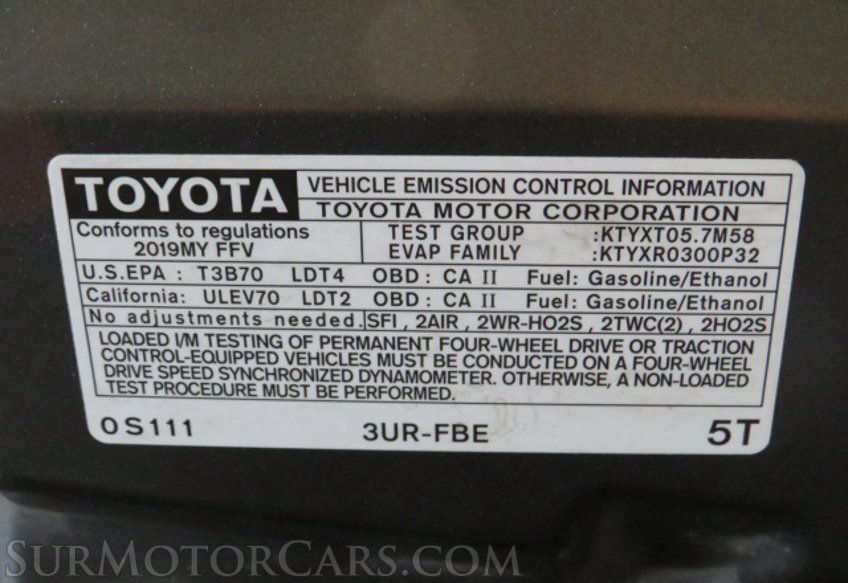 TOYOTA VEHICLE EMISSION CONTROL INFORMATION
TOYOTA MOTOR CORPORATION
Conforms to regulations
2019MY FFV
TEST GROUP :KTYXT05.7M58
EVAP FAMILY :KTYXR0300P32
U.S.EPA : T3B70 LDT4 OBD : CA II Fuel: Gasoline/Ethanol
California: ULEV70 LDT2 OBD : CA II Fuel: Gasoline/Ethanol
No adjustments needed. SFI , 2AIR , 2WR-HO2S , 2TWC(2) , 2HO2S
LOADED I/M TESTING OF PERMANENT FOUR-WHEEL DRIVE OR TRACTION
CONTROL-EQUIPPED VEHICLES MUST BE CONDUCTED ON A FOUR-WHEEL
DRIVE SPEED SYNCHRONIZED DYNAMOMETER. OTHERWISE, A NON-LOADED
TEST PROCEDURE MUST BE PERFORMED.
0S111 3UR-FBE 5T
SurMotorCars.com